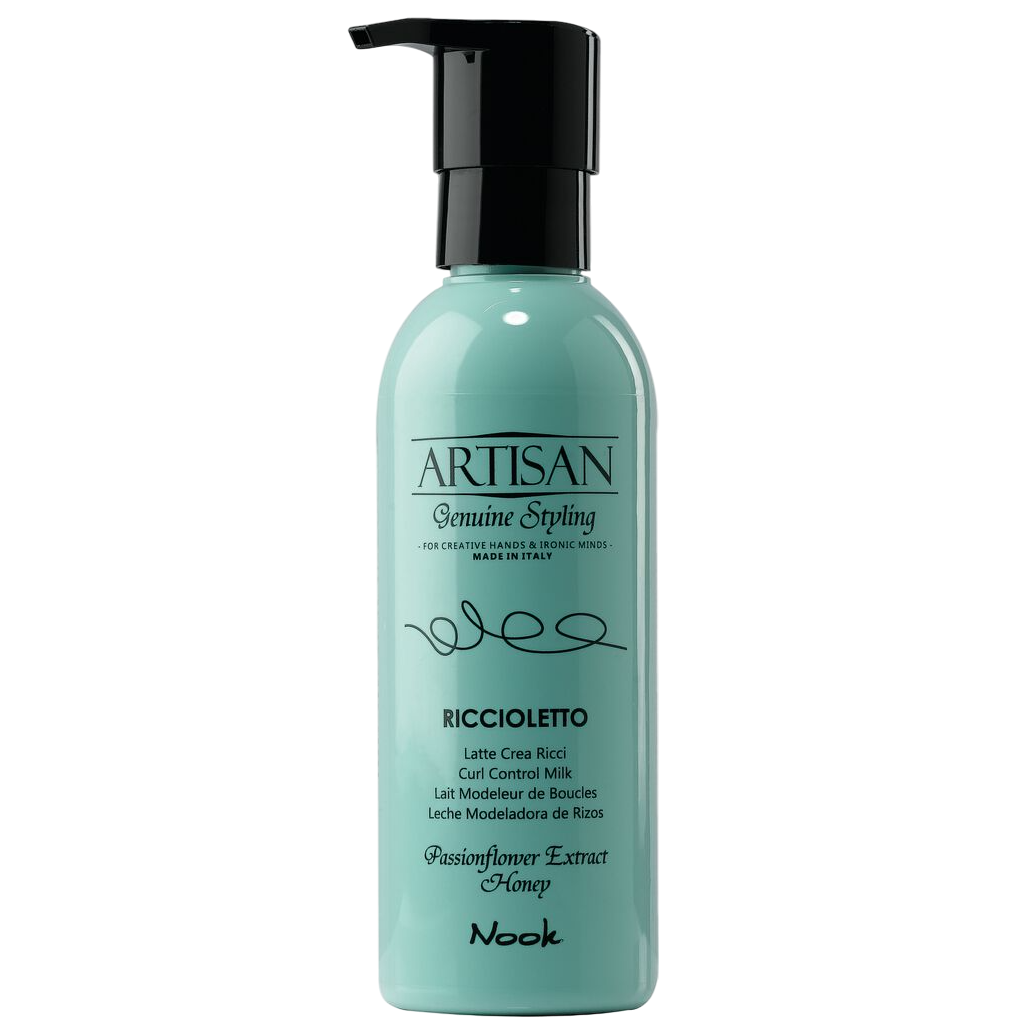 ARTISAN
Genuine Styling
- FOR CREATIVE HANDS & IRONIC MINDS -
MADE IN ITALY
RICCIOLETTO
Latte Crea Ricci
Curl Control Milk
Lait Modeleur de Boucles
Leche Modeladora de Rizos
Passionflower Extract
Honey
Nook